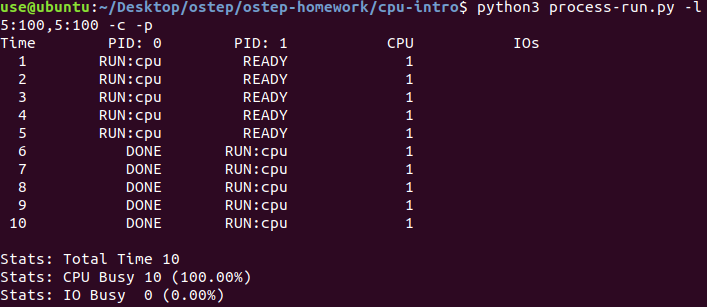 use@ubuntu:~/Desktop/ostep/ostep-homework/cpu-intro$ python3 process-run.py -l
5:100,5:100 -c -p
Time PID: 0 PID: 1 CPU IOs
1 RUN:cpu READY 1
2 RUN:cpu READY 1
3 RUN:cpu READY 1
4 RUN:cpu READY 1
5 RUN:cpu READY 1
6 DONE RUN:cpu 1
7 DONE RUN:cpu 1
8 DONE RUN:cpu 1
9 DONE RUN:cpu 1
10 DONE RUN:cpu 1
Stats: Total Time 10
Stats: CPU Busy 10 (100.00%)
Stats: IO Busy 0 (0.00%)